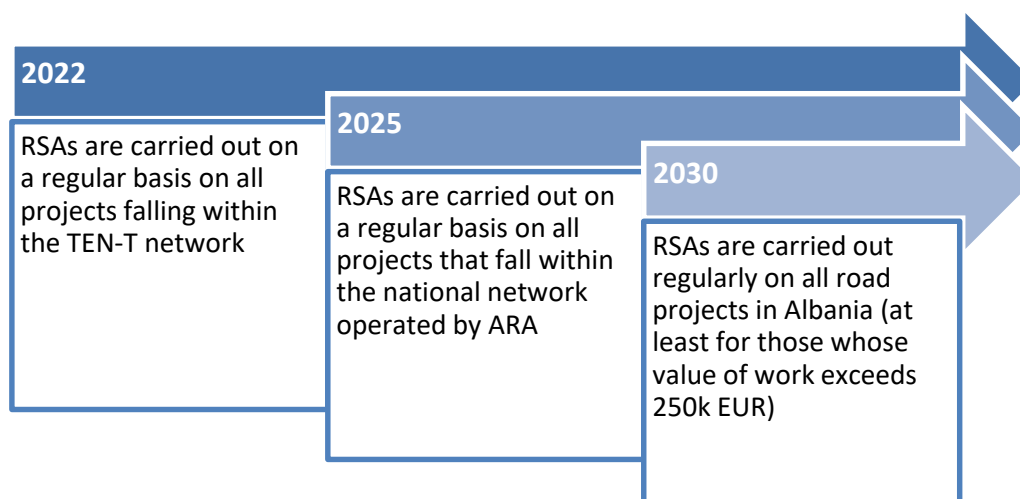 2022
RSAs are carried out on
a regular basis on all
projects falling within
the TEN-T network
2025
RSAs are carried out on
a regular basis on all
projects that fall within
the national network
operated by ARA
2030
RSAs are carried out
regularly on all road
projects in Albania (at
least for those whose
value of work exceeds
250k EUR)